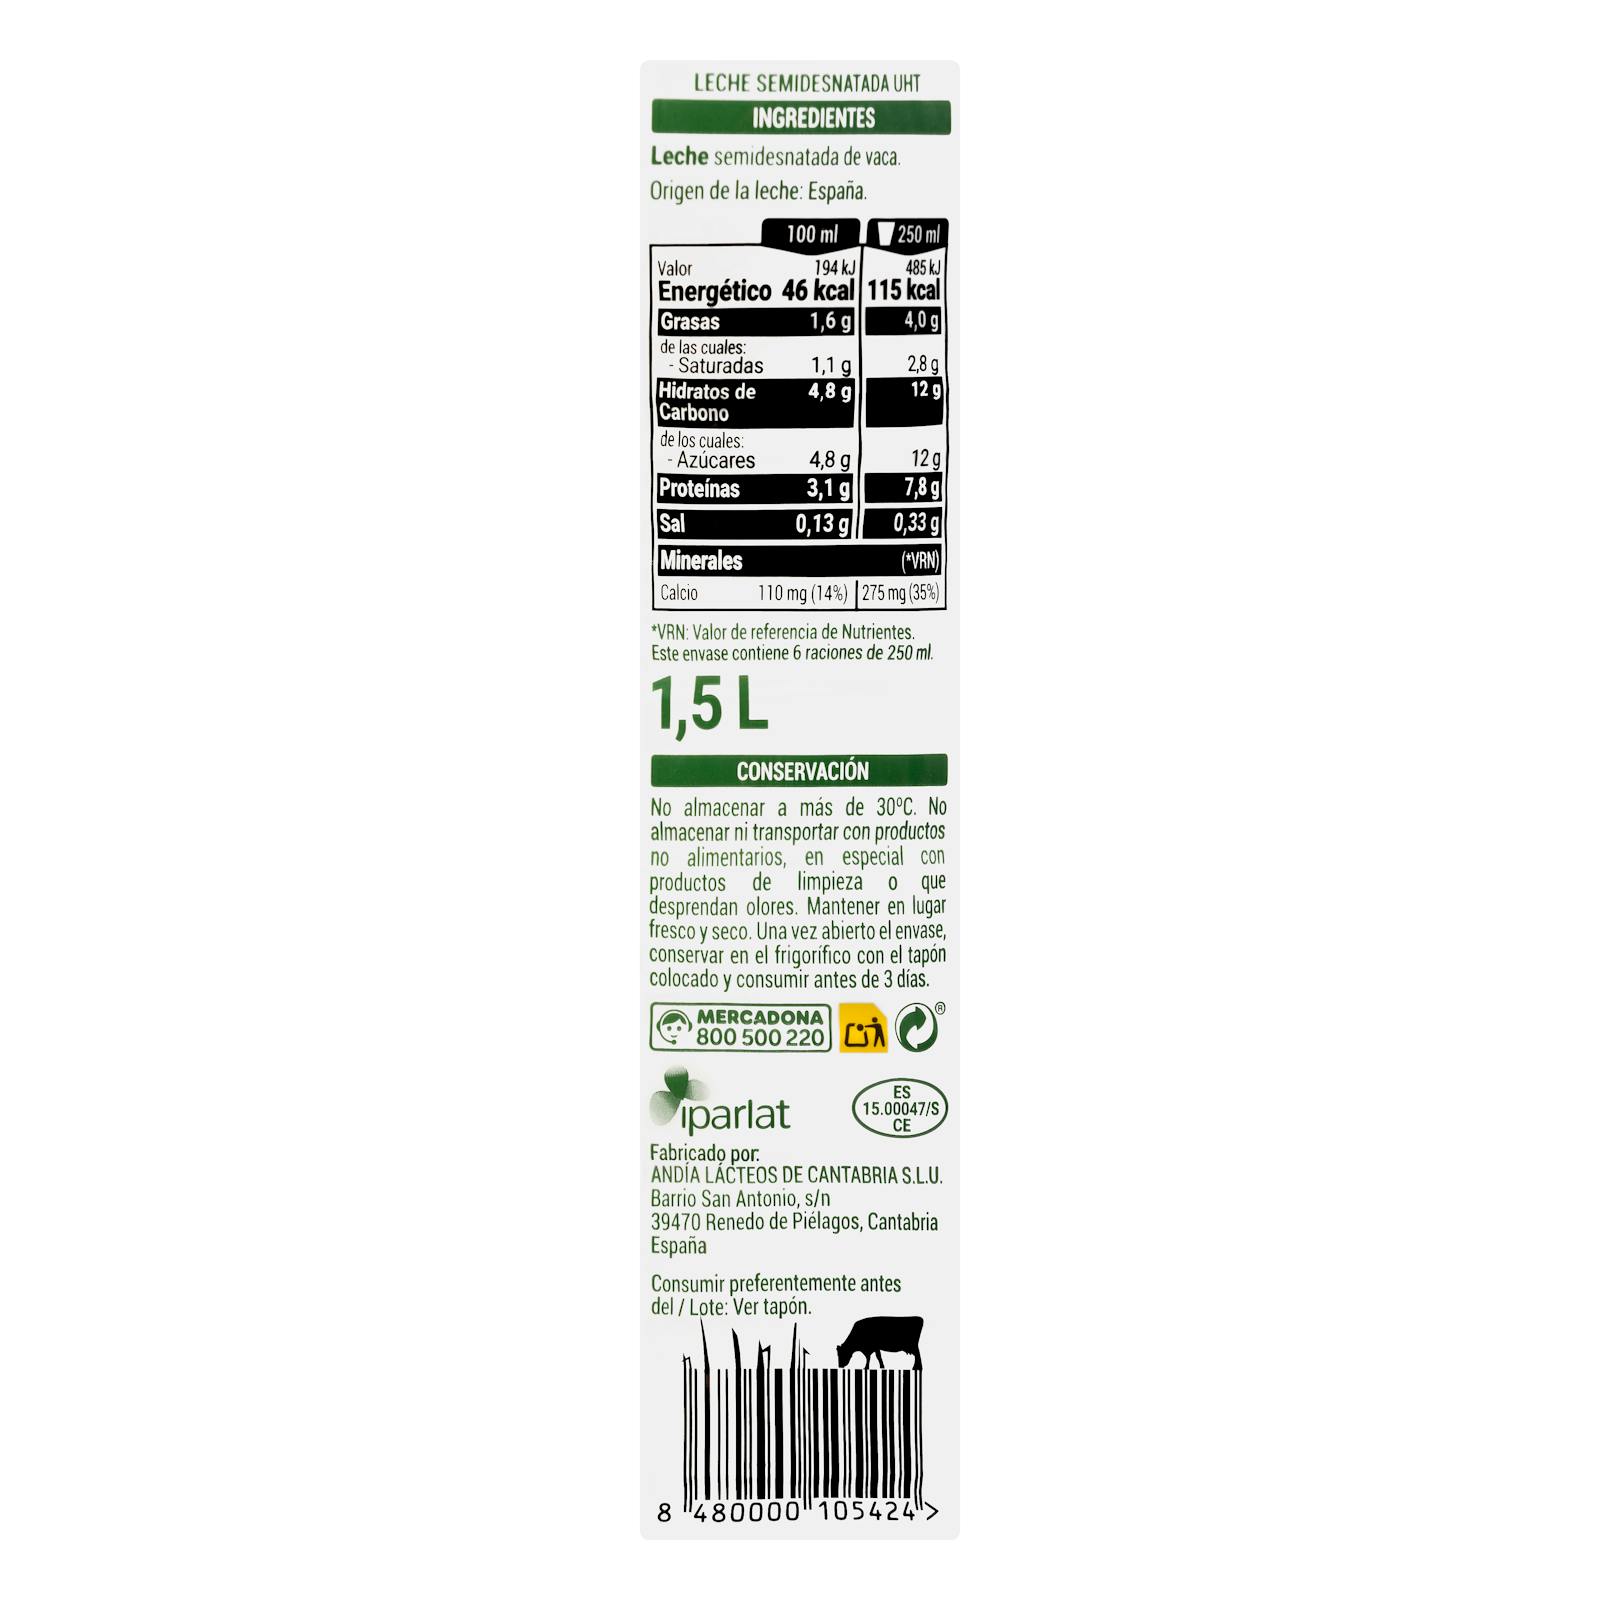 LECHE SEMIDESNATADA UHT
INGREDIENTES
Leche semidesnatada de vaca.
Origen de la leche: España.
100 ml 250 ml
Valor 194 kJ 485 kJ
Energético 46 kcal 115 kcal
Grasas 1,6 g 4,0 g
de las cuales:
- Saturadas 1,1 g 2,8 g
Hidratos de 4,8 g 12 g
Carbono
de los cuales:
- Azúcares 4,8 g 12 g
Proteínas 3,1 g 7,8 g
Sal 0,13 g 0,33 g
Minerales (*VRN)
Calcio 110 mg (14%) 275 mg (35%)
*VRN: Valor de referencia de Nutrientes.
Este envase contiene 6 raciones de 250 ml.
1,5 L
CONSERVACIÓN
No almacenar a más de 30ºC. No
almacenar ni transportar con productos
no alimentarios, en especial con
productos de limpieza o que
desprendan olores. Mantener en lugar
fresco y seco. Una vez abierto el envase,
conservar en el frigorífico con el tapón
colocado y consumir antes de 3 días.
MERCADONA
800 500 220
®
iparlat
ES
15.00047/S
CE
Fabricado por:
ANDÍA LÁCTEOS DE CANTABRIA S.L.U.
Barrio San Antonio, s/n
39470 Renedo de Piélagos, Cantabria
España
Consumir preferentemente antes
del / Lote: Ver tapón.
8 480000 105424 >